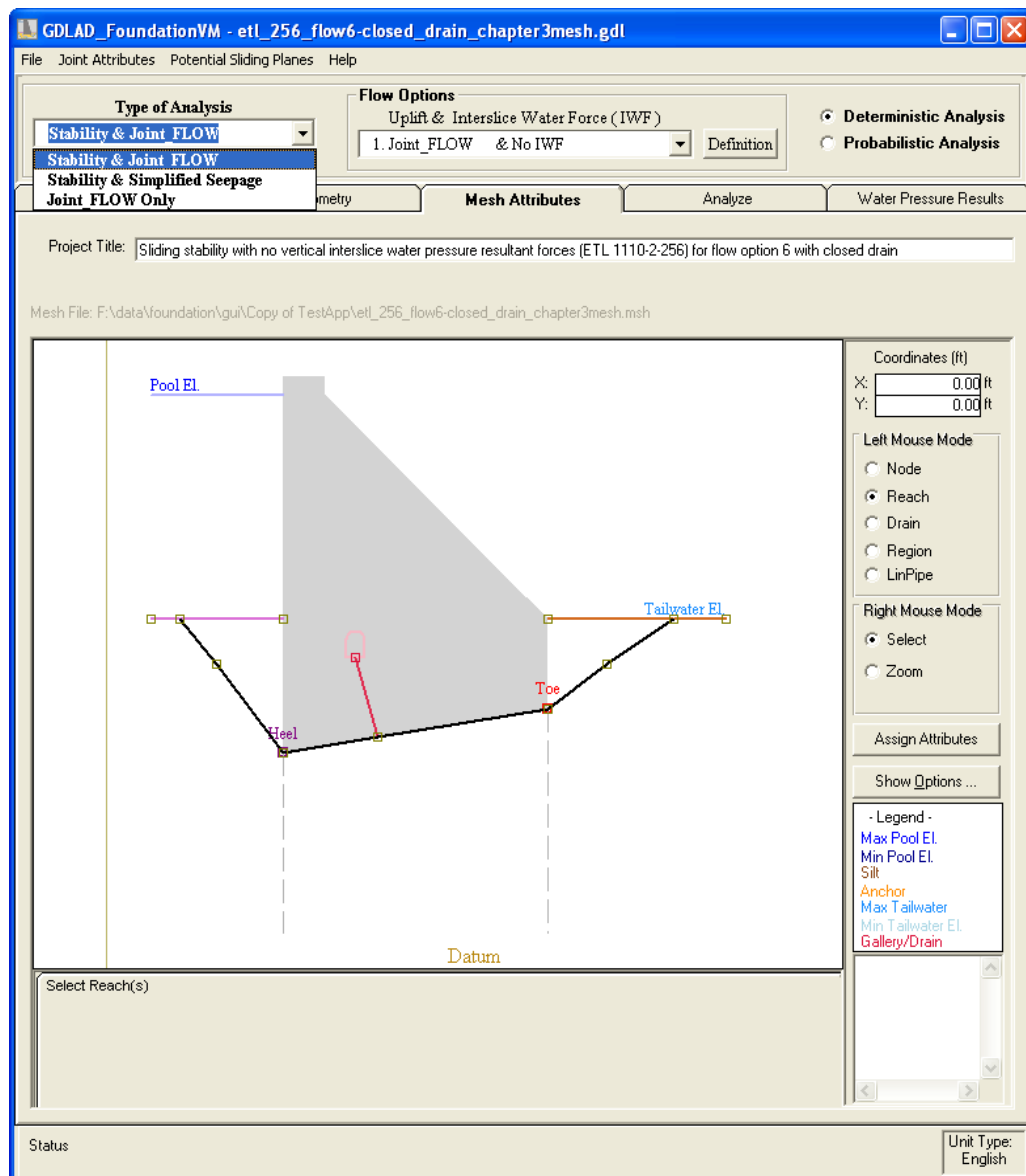 GDLAD_FoundationVM - etl_256_flow6-closed_drain_chapter3mesh.gdl
File Joint Attributes Potential Sliding Planes Help
Type of Analysis
Stability & Joint_FLOW
Stability & Joint_FLOW
Stability & Simplified Seepage
Joint_FLOW Only
Flow Options
Uplift & Interslice Water Force ( IWF )
1. Joint_FLOW & No IWF
Definition
Deterministic Analysis
Probabilistic Analysis
Mesh Attributes
Analyze
Water Pressure Results
Project Title: Sliding stability with no vertical interslice water pressure resultant forces (ETL 1110-2-256) for flow option 6 with closed drain
Mesh File: F:\data\foundation\gui\Copy of TestApp\etl_256_flow6-closed_drain_chapter3mesh.msh
Pool El.
Tailwater El.
Toe
Heel
Datum
Coordinates (ft)
X: 0.00 ft
Y: 0.00 ft
Left Mouse Mode
Node
Reach
Drain
Region
LinPipe
Right Mouse Mode
Select
Zoom
Assign Attributes
Show Options ...
- Legend -
Max Pool El.
Min Pool El.
Silt
Anchor
Max Tailwater
Min Tailwater El.
Gallery/Drain
Select Reach(s)
Status
Unit Type:
English